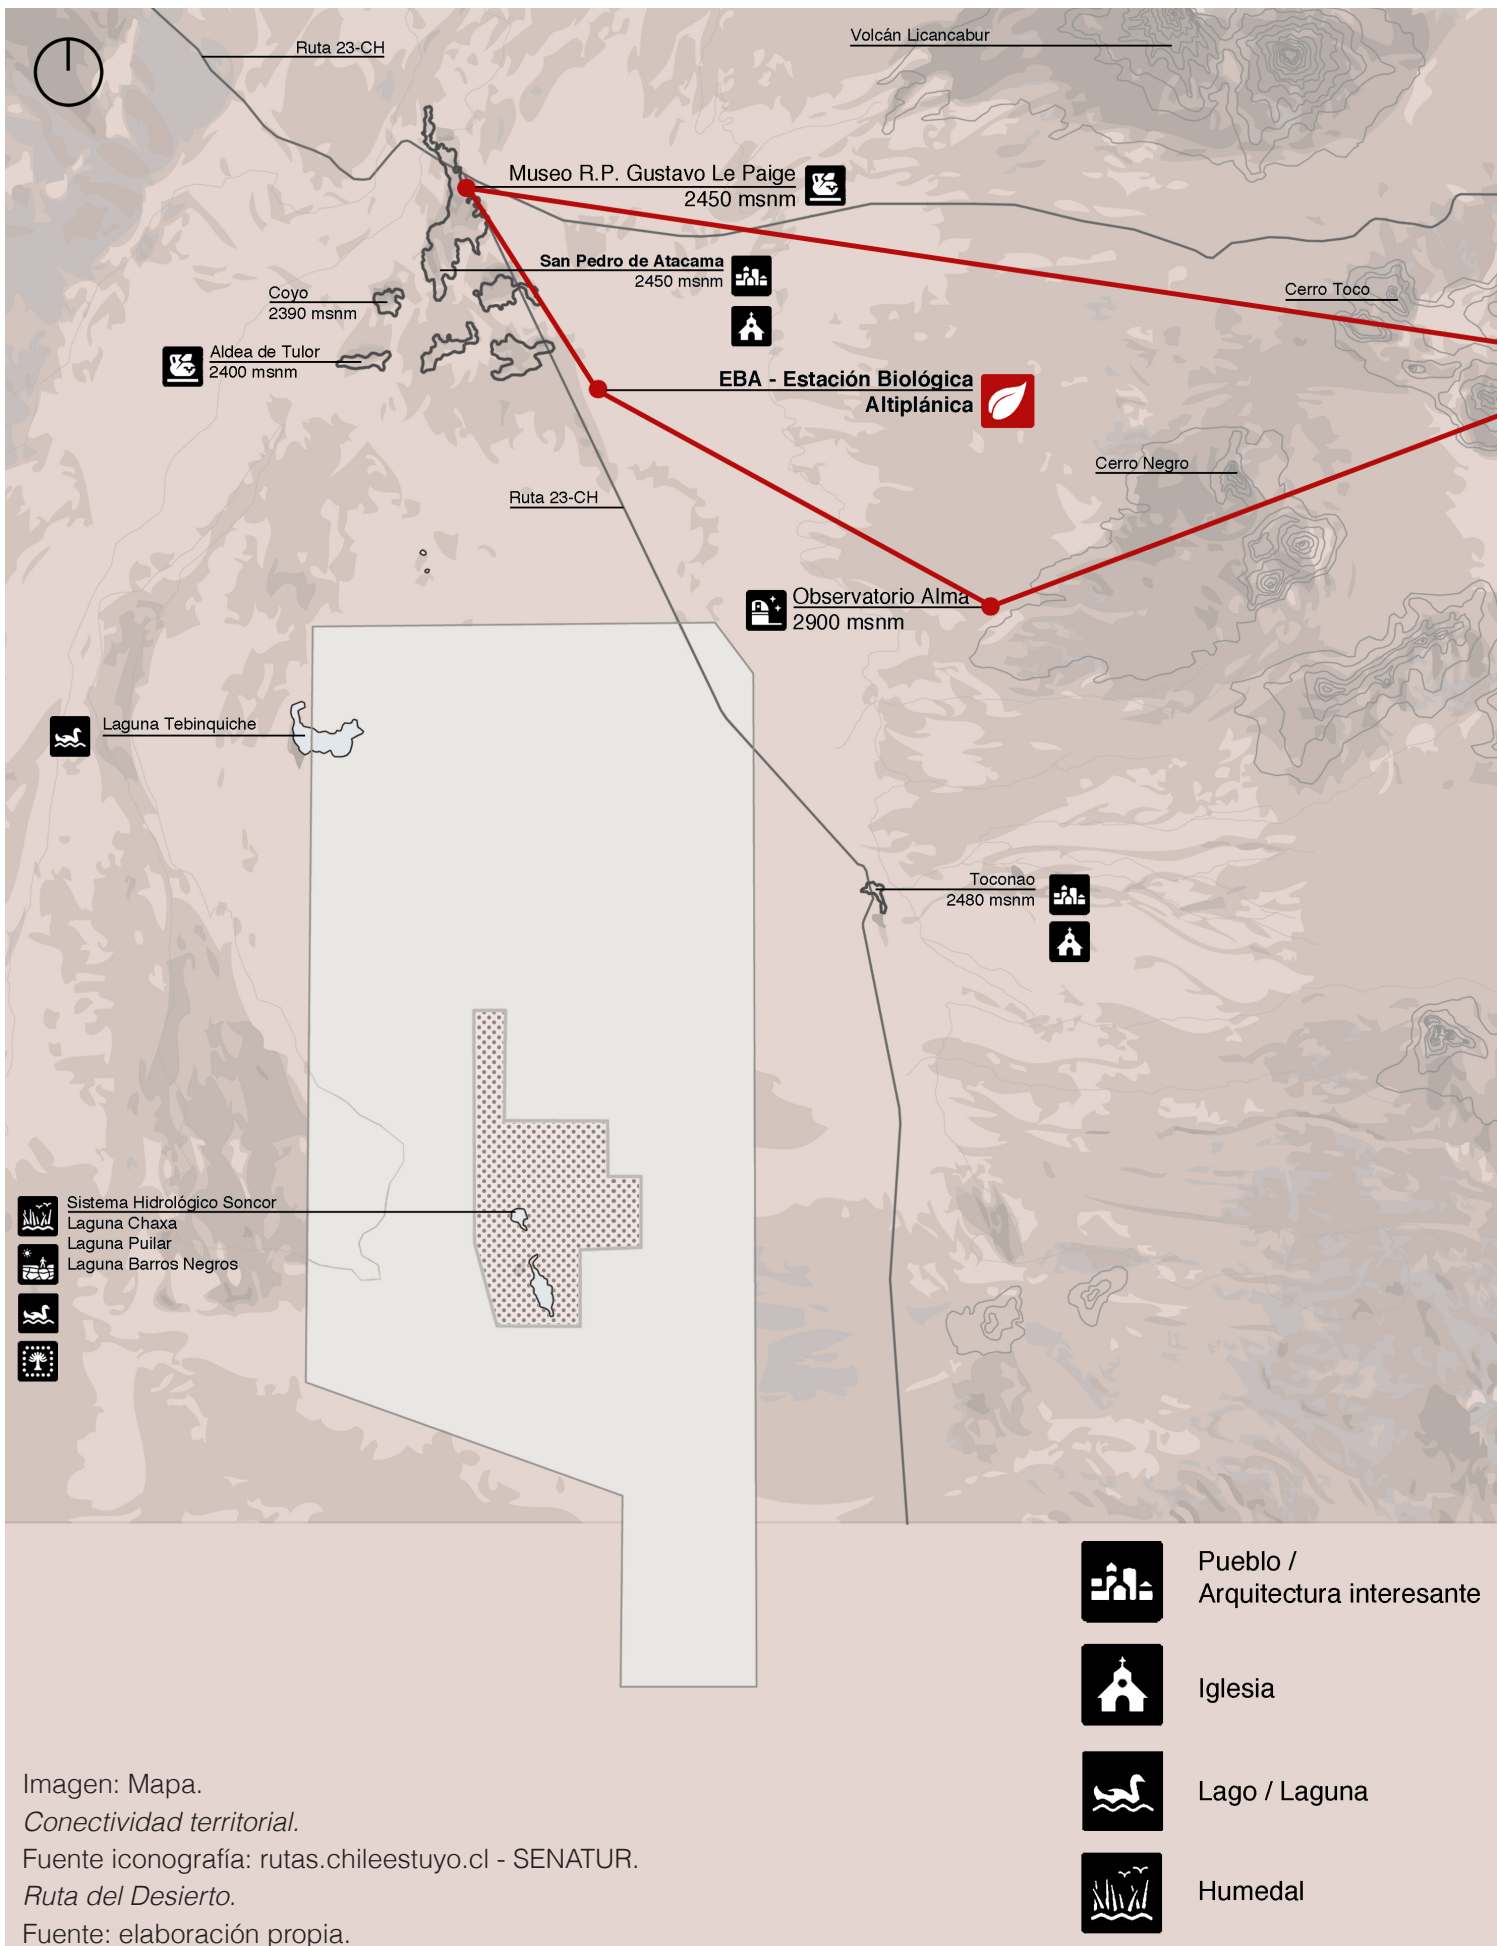 Ruta 23-CH
Volcán Licancabur
Museo R.P. Gustavo Le Paige
2450 msnm
San Pedro de Atacama
2450 msnm
Coyo
2390 msnm
Cerro Toco
Aldea de Tulor
2400 msnm
EBA - Estación Biológica
Altiplánica
Cerro Negro
Ruta 23-CH
Observatorio Alma
2900 msnm
Laguna Tebinquiche
Toconao
2480 msnm
Sistema Hidrológico Soncor
Laguna Chaxa
Laguna Puilar
Laguna Barros Negros
Pueblo /
Arquitectura interesante
Iglesia
Lago / Laguna
Humedal
Imagen: Mapa.
Conectividad territorial.
Fuente iconografía: rutas.chileestuyo.cl - SENATUR.
Ruta del Desierto.
Fuente: elaboración propia.